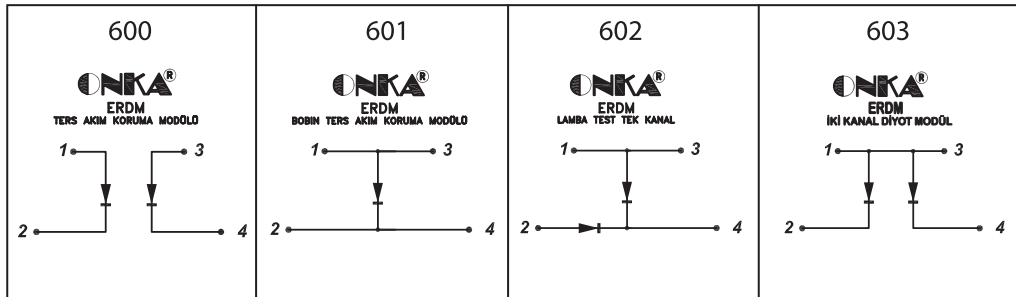 600
ONKA®
ERDM
TERS AKIM KORUMA MODÜLÜ
1
3
2
4
601
ONKA®
ERDM
BOBIN TERS AKIM KORUMA MODÜLÜ
1
3
2
4
602
ONKA®
ERDM
LAMBA TEST TEK KANAL
1
3
2
4
603
ONKA®
ERDM
İKİ KANAL DİYOT MODÜL
1
3
2
4